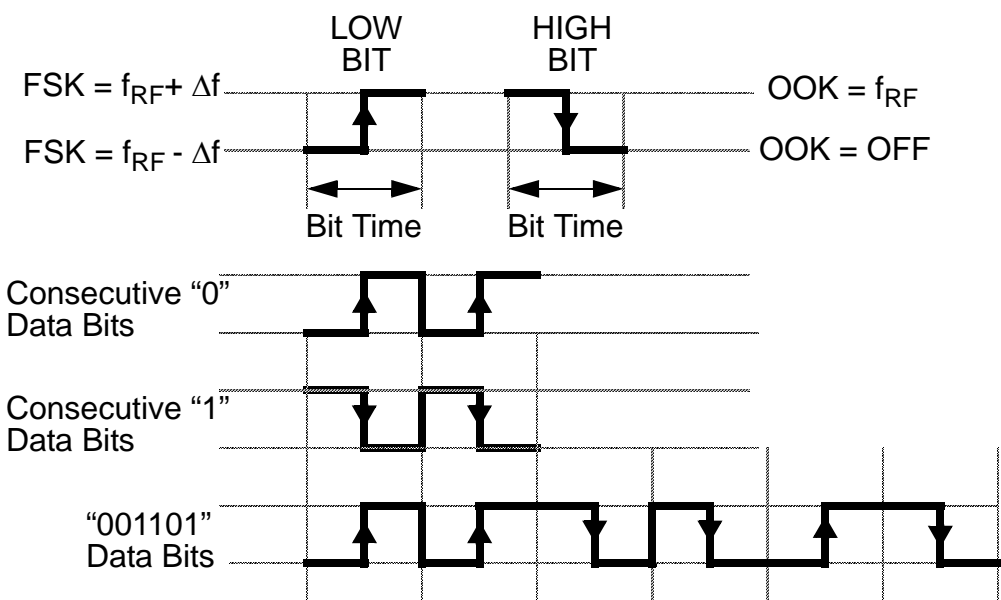 LOW
BIT
HIGH
BIT
FSK = fRF+ Δf
OOK = fRF
FSK = fRF - Δf
OOK = OFF
Bit Time
Bit Time
Consecutive “0”
Data Bits
Consecutive “1”
Data Bits
“001101”
Data Bits